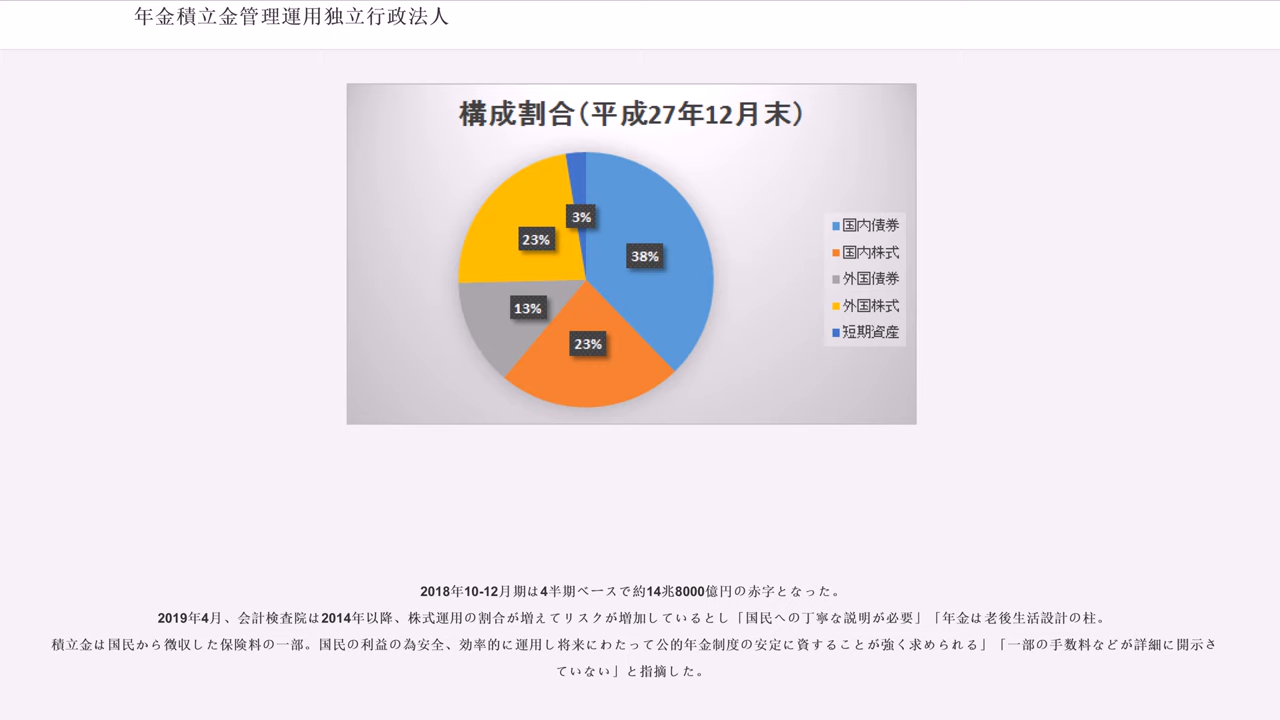 年金積立金管理運用独立行政法人
構成割合（平成27年12月末）
3%
23%
38%
13%
23%
国内債券
国内株式
外国債券
外国株式
短期資産
2018年10-12月期は4半期ベースで約14兆8000億円の赤字となった。
2019年4月、会計検査院は2014年以降、株式運用の割合が増えてリスクが増加しているとし「国民への丁寧な説明が必要」「年金は老後生活設計の柱。
積立金は国民から徴収した保険料の一部。国民の利益の為安全、効率的に運用し将来にわたって公的年金制度の安定に資することが強く求められる」「一部の手数料などが詳細に開示さ
ていない」と指摘した。